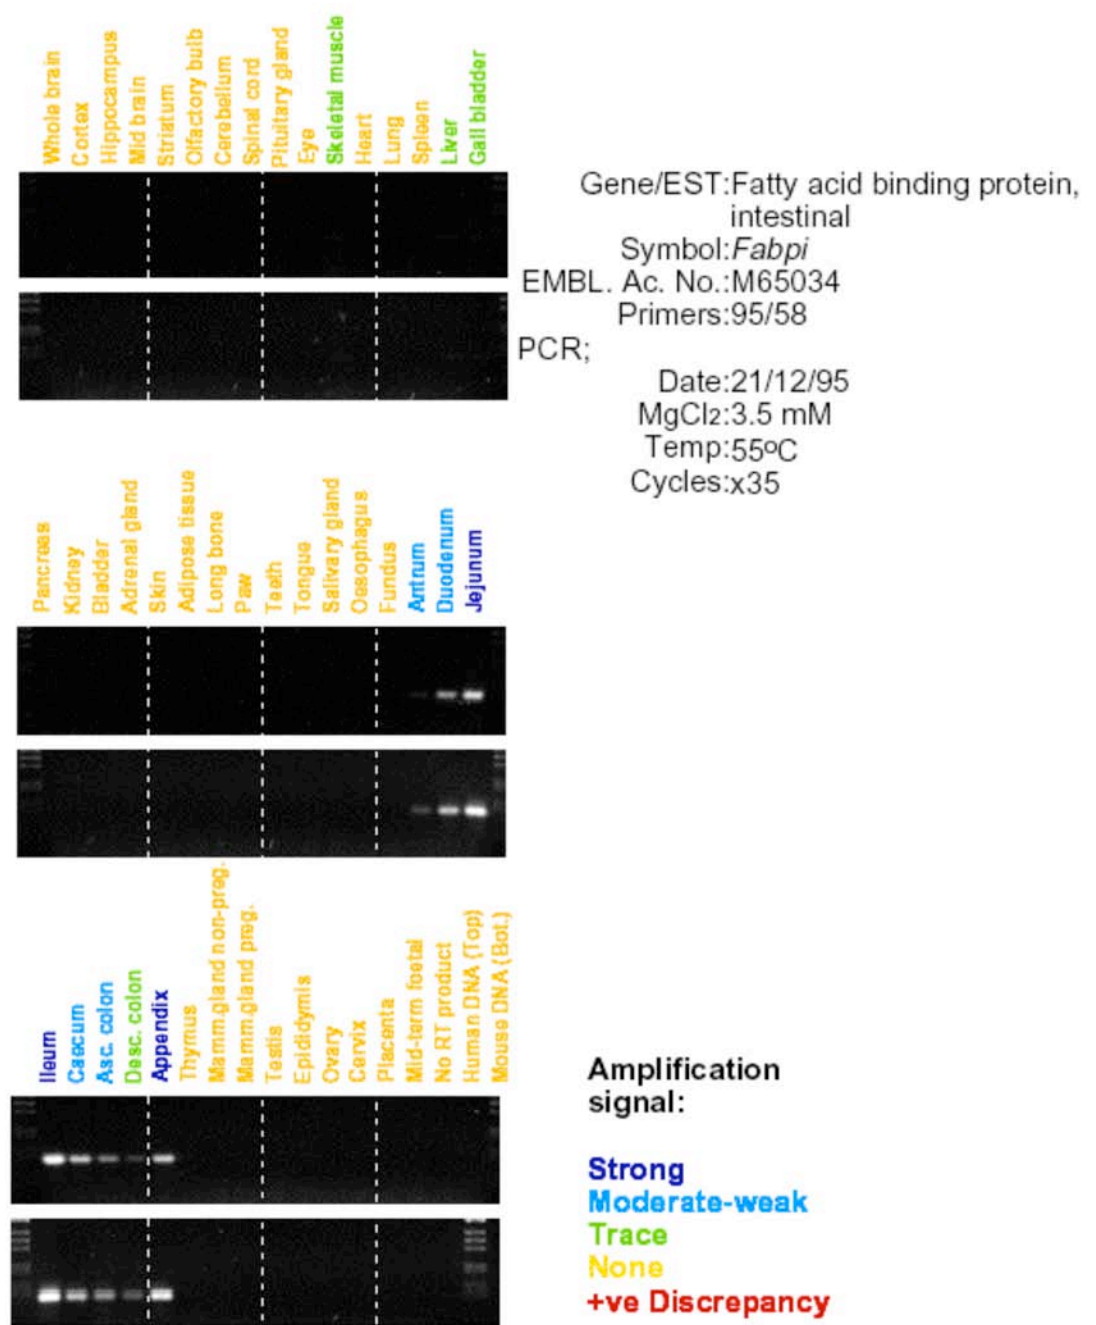 Whole brain
Cortex
Hippocampus
Mid brain
Striatum
Olfactory bulb
Cerebellum
Spinal cord
Pituitary gland
Eye
Skeletal muscle
Heart
Lung
Spleen
Liver
Gall bladder
Gene/EST:Fatty acid binding protein,
intestinal
Symbol:Fabpi
EMBL. Ac. No.:M65034
Primers:95/58
PCR;
Date:21/12/95
MgCl2:3.5 mM
Temp:55ºC
Cycles:x35
Pancreas
Kidney
Bladder
Adrenal gland
Skin
Adipose tissue
Long bone
Paw
Teeth
Tongue
Salivary gland
Oesophagus
Fundus
Antrum
Duodenum
Jejunum
Ileum
Caecum
Asc. colon
Desc. colon
Appendix
Thymus
Mamm.gland non-preg.
Mamm.gland preg.
Testis
Epididymis
Ovary
Cervix
Placenta
Mid-term foetal
No RT product
Human DNA (Top)
Mouse DNA (Bot.)
Amplification
signal:
Strong
Moderate-weak
Trace
None
+ve Discrepancy